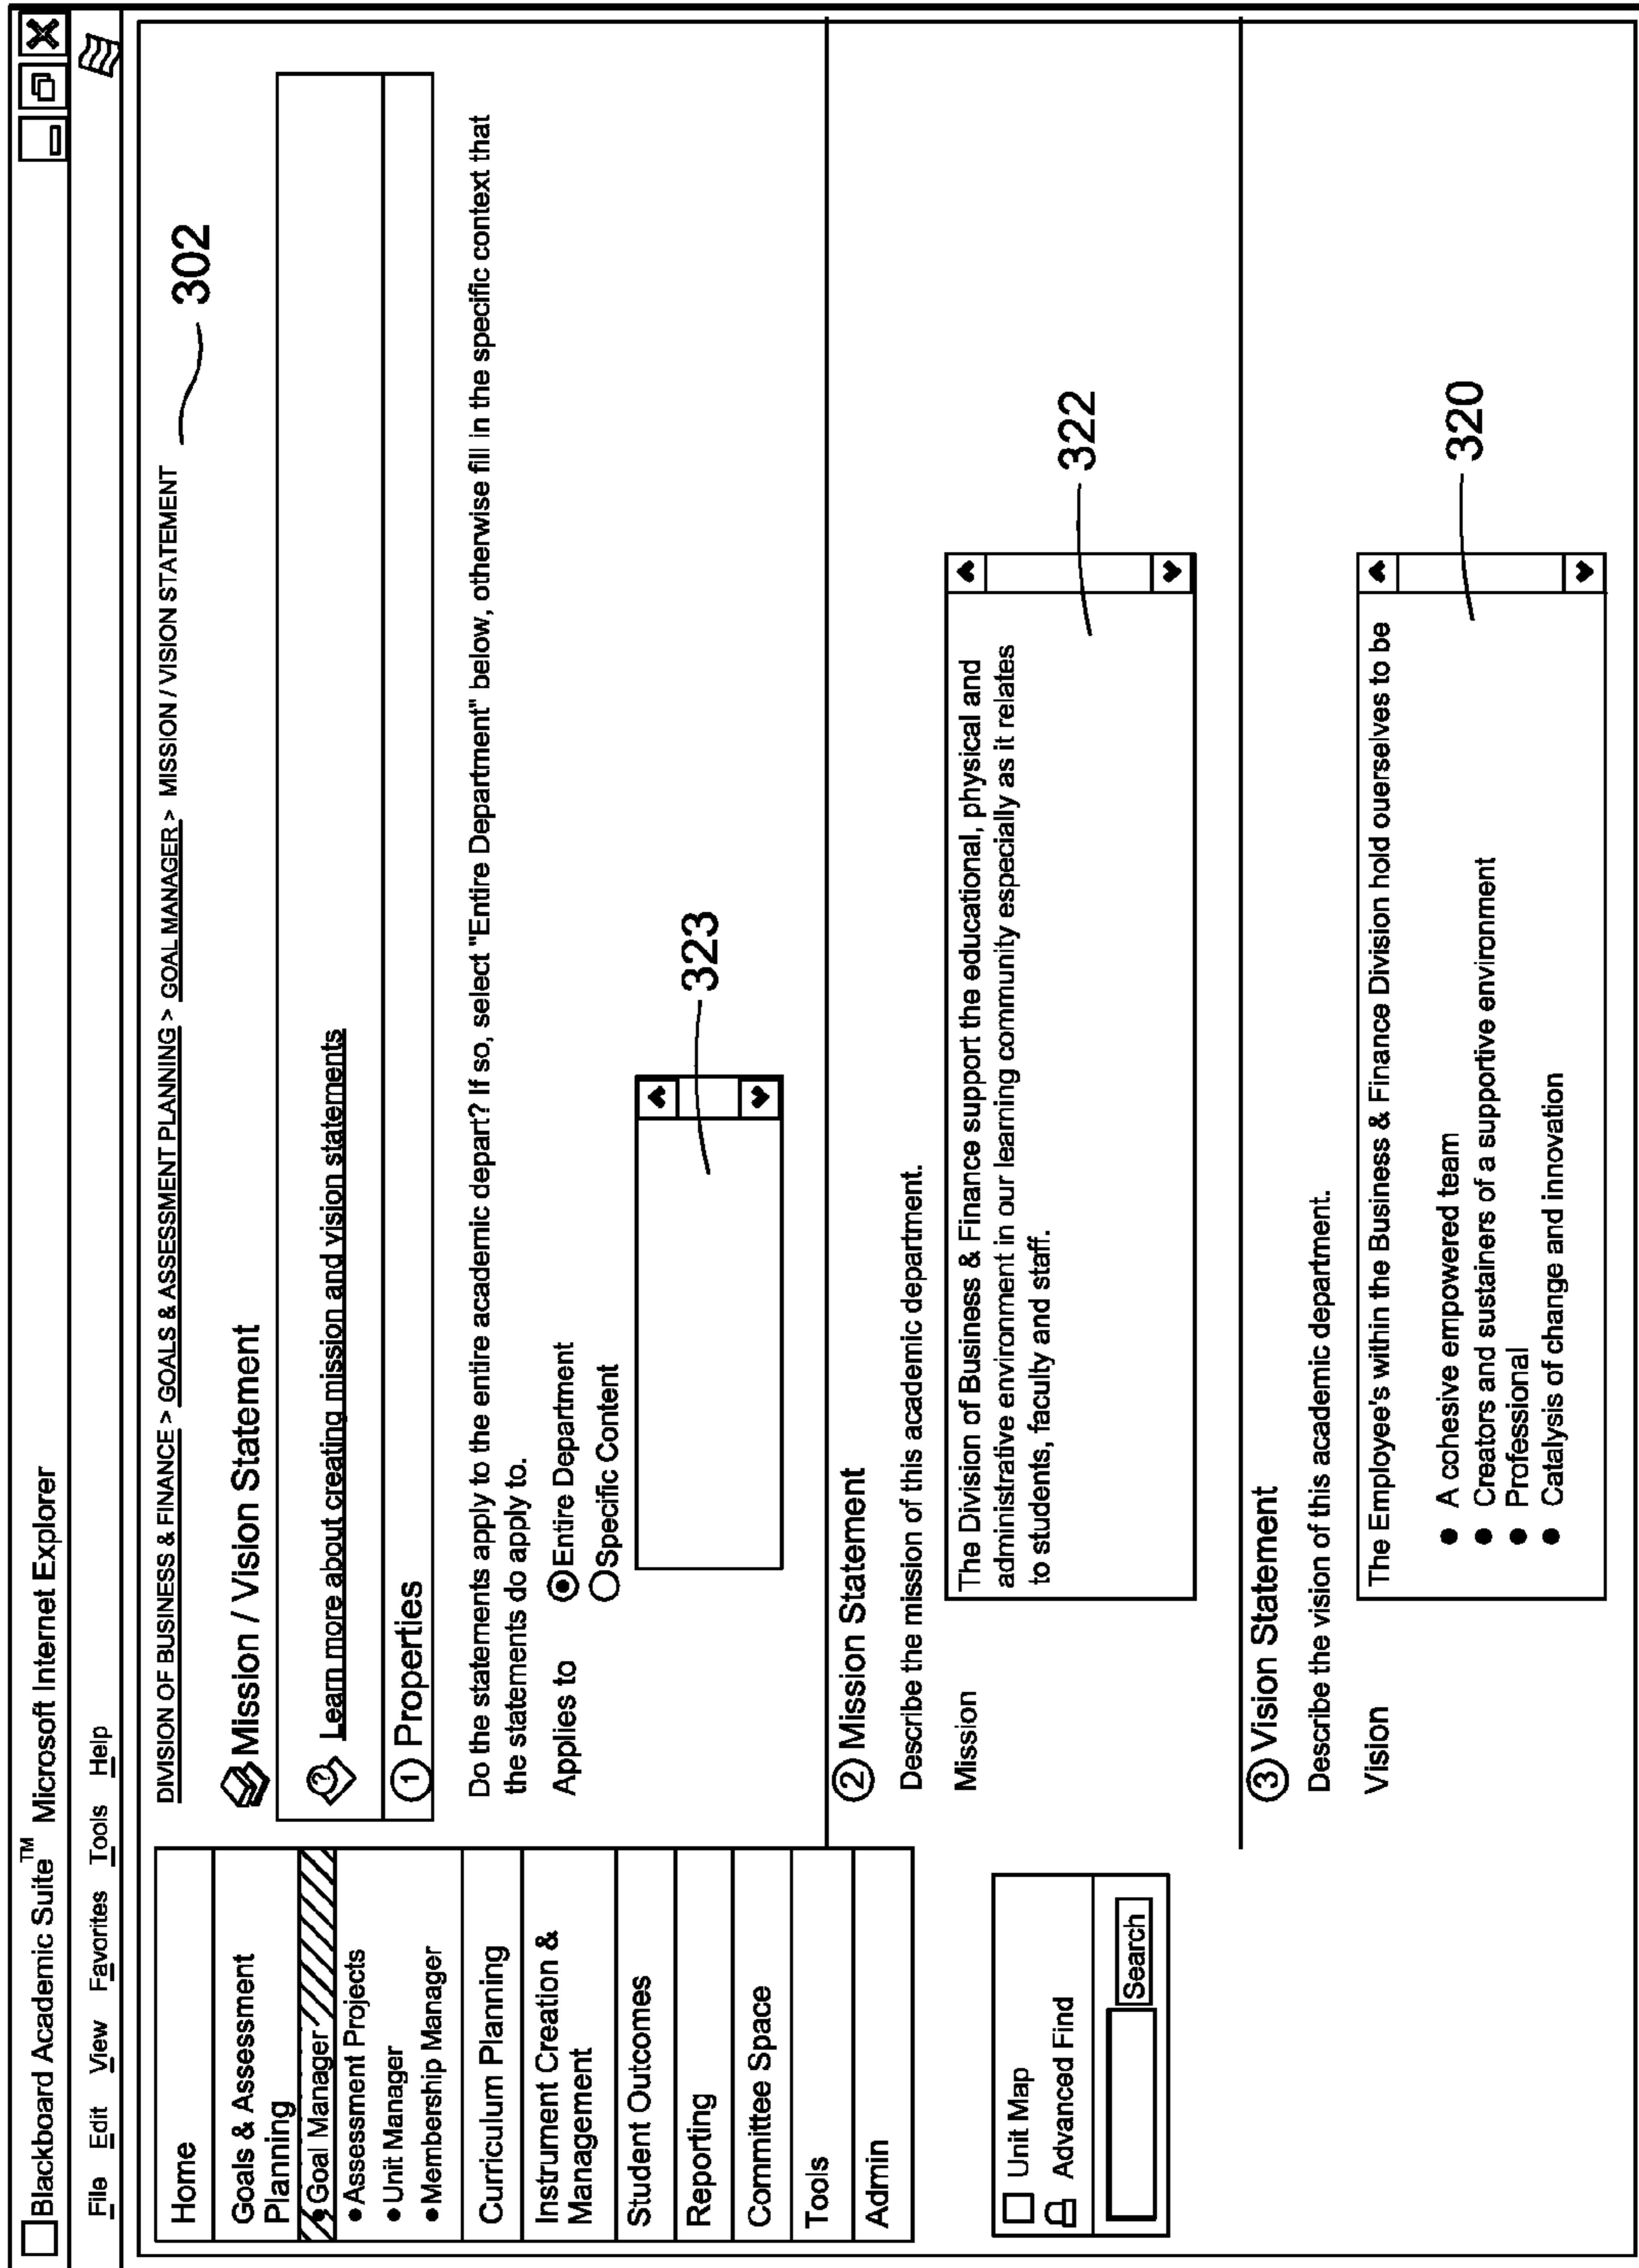 Blackboard Academic Suite™ Microsoft Internet Explorer
File Edit View Favorites Tools Help
Home
Goals & Assessment
Planning
• Goal Manager
• Assessment Projects
• Unit Manager
• Membership Manager
Curriculum Planning
Instrument Creation &
Management
Student Outcomes
Reporting
Committee Space
Tools
Admin
Unit Map
Advanced Find
Search
DIVISION OF BUSINESS & FINANCE > GOALS & ASSESSMENT PLANNING > GOAL MANAGER > MISSION / VISION STATEMENT
302
Mission / Vision Statement
? Learn more about creating mission and vision statements
1 Properties
Do the statements apply to the entire academic depart? If so, select "Entire Department" below, otherwise fill in the specific context that
the statements do apply to.
Applies to Entire Department
Specific Content
323
2 Mission Statement
Describe the mission of this academic department.
Mission
The Division of Business & Finance support the educational, physical and
administrative environment in our learning community especially as it relates
to students, faculty and staff.
322
3 Vision Statement
Describe the vision of this academic department.
Vision
The Employee's within the Business & Finance Division hold ouerselves to be
• A cohesive empowered team
• Creators and sustainers of a supportive environment
• Professional
• Catalysis of change and innovation
320